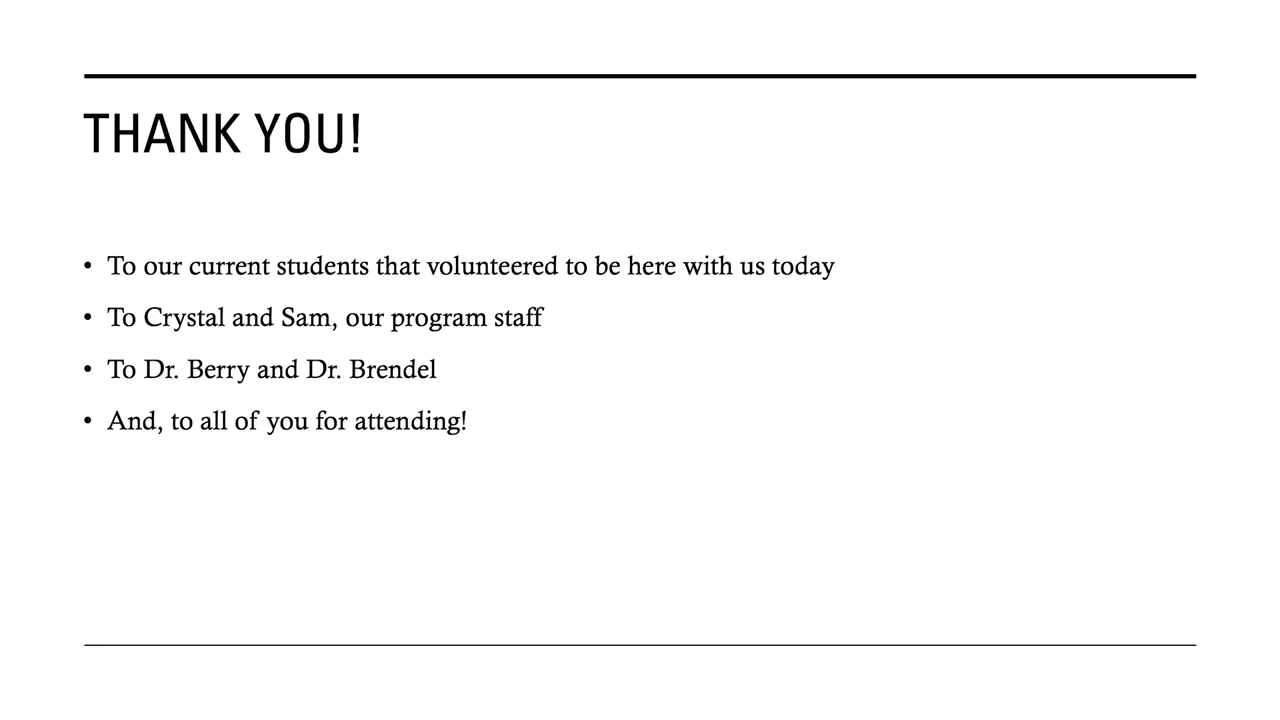 THANK YOU!
• To our current students that volunteered to be here with us today
• To Crystal and Sam, our program staff
• To Dr. Berry and Dr. Brendel
• And, to all of you for attending!